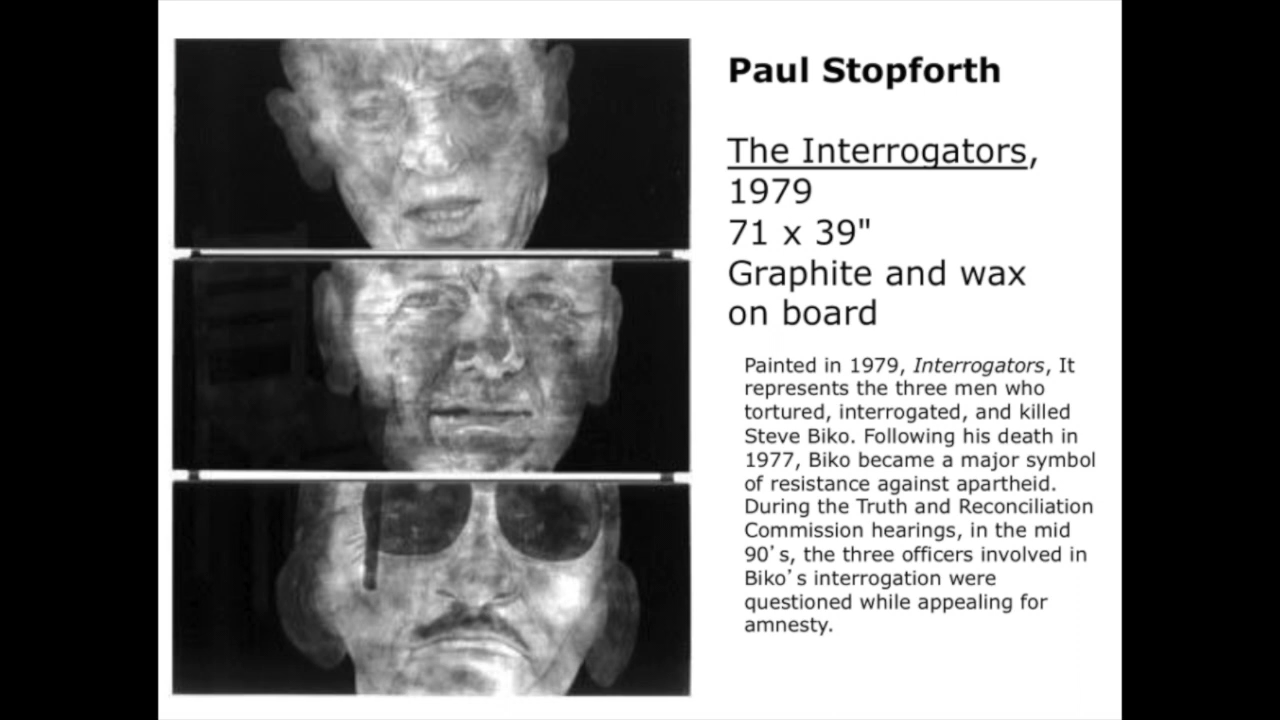 Paul Stopforth
The Interrogators,
1979
71 x 39"
Graphite and wax
on board
Painted in 1979, Interrogators, It
represents the three men who
tortured, interrogated, and killed
Steve Biko. Following his death in
1977, Biko became a major symbol
of resistance against apartheid.
During the Truth and Reconciliation
Commission hearings, in the mid
90’s, the three officers involved in
Biko’s interrogation were
questioned while appealing for
amnesty.